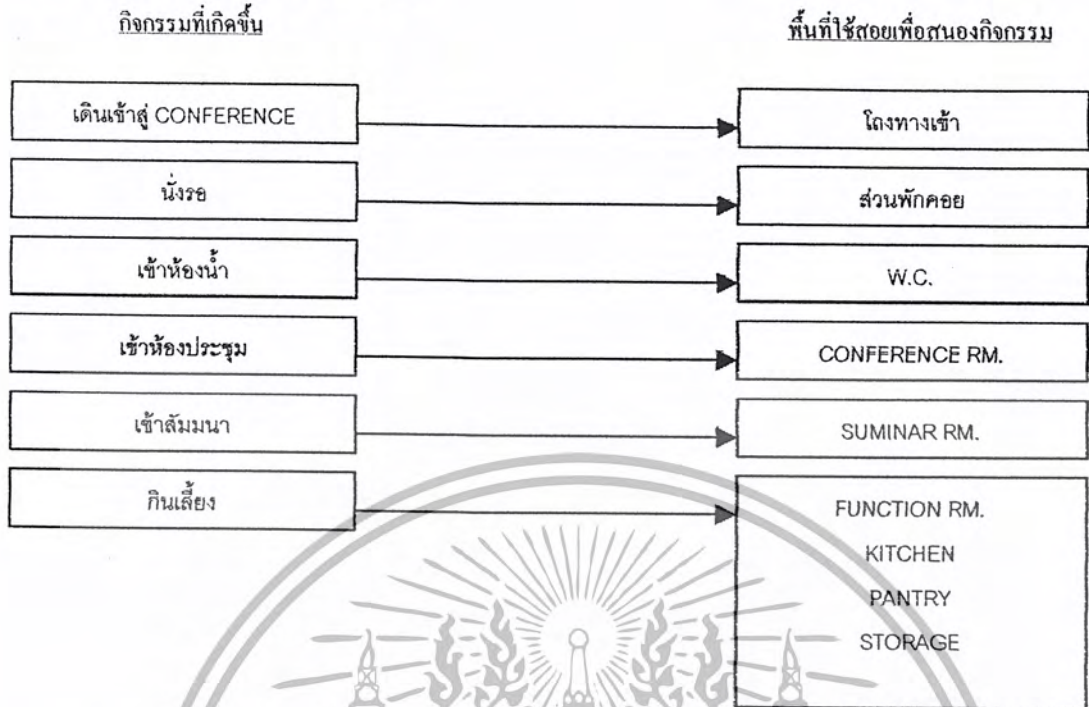 กิจกรรมที่เกิดขึ้น
พื้นที่ใช้สอยเพื่อสนองกิจกรรม
เดินเข้าสู่ CONFERENCE
โถงทางเข้า
นั่งรอ
ส่วนพักคอย
เข้าห้องน้ำ
W.C.
เข้าห้องประชุม
CONFERENCE RM.
เข้าสัมมนา
SUMINAR RM.
กินเลี้ยง
FUNCTION RM.
KITCHEN
PANTRY
STORAGE